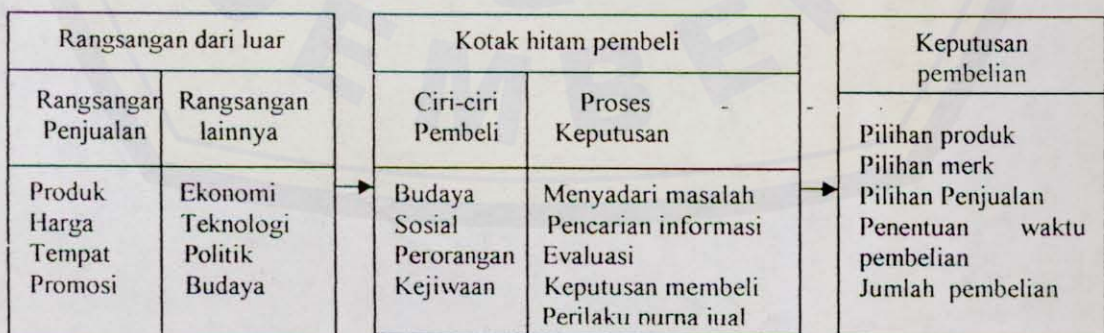 Rangsangan dari luar
Rangsangan Penjualan
Rangsangan lainnya
Produk
Harga
Tempat
Promosi
Ekonomi
Teknologi
Politik
Budaya
Kotak hitam pembeli
Ciri-ciri
Pembeli
Proses
Keputusan
Budaya
Sosial
Perorangan
Kejiwaan
Menyadari masalah
Pencarian informasi
Evaluasi
Keputusan membeli
Perilaku purna jual
Keputusan
pembelian
Pilihan produk
Pilihan merk
Pilihan Penjualan
Penentuan waktu
pembelian
Jumlah pembelian